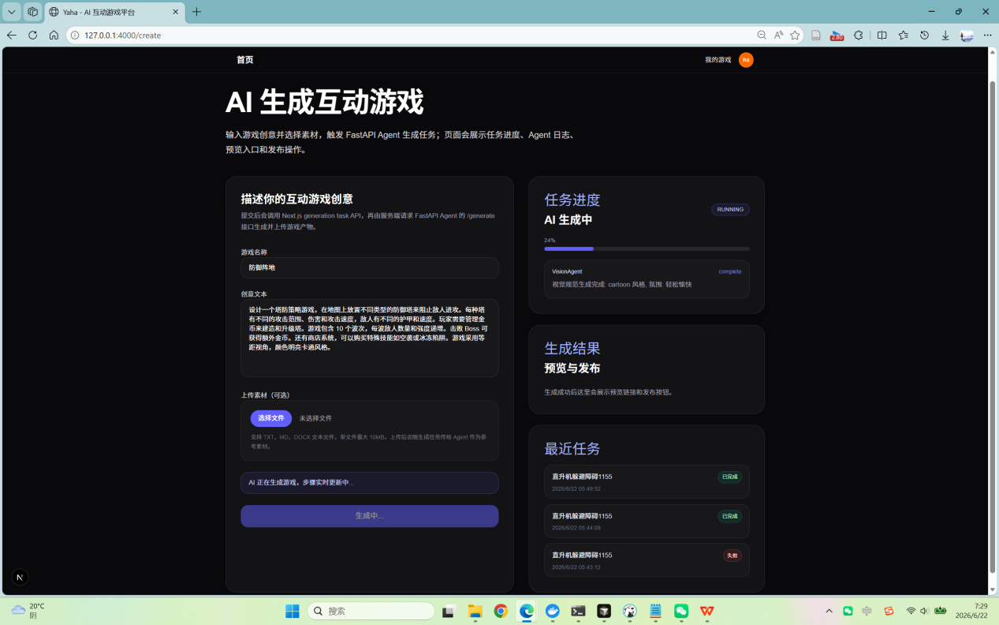 Yaha - AI 互动游戏平台
127.0.0.1:4000/create
2.80
首页
我的游戏
ha
AI 生成互动游戏
输入游戏创意并选择素材，触发 FastAPI Agent 生成任务；页面会展示任务进度、Agent 日志、
预览入口和发布操作。
描述你的互动游戏创意
提交后会调用 Next js generation task API，再由服务端请求 FastAPI Agent 的 /generate
接口生成并上传游戏产物。
游戏名称
防御阵地
创意文本
设计一个塔防策略游戏，在地图上放置不同类型的防御塔来阻止敌人进攻。每种塔
有不同的攻击范围、伤害和攻击速度，敌人有不同的护甲和速度。玩家需要管理金
币来建造和升级塔。游戏包含 10 个波次，每波敌人数量和强度递增。击败 Boss 可
获得额外金币。还有商店系统，可以购买特殊技能如空袭或冰冻陷阱。游戏采用等
距视角，颜色明亮卡通风格。
上传素材（可选）
选择文件
未选择文件
支持 TXT、MD、DOCX 文本文件，单文件最大 10MB。上传后会随生成任务传给 Agent 作为参
考素材。
AI 正在生成游戏，步骤实时更新中...
生成中...
任务进度
AI 生成中
RUNNING
24%
VisionAgent
complete
视觉规范生成完成: cartoon 风格, 氛围: 轻松愉快
生成结果
预览与发布
生成成功后这里会展示预览链接和发布按钮。
最近任务
直升机躲避障碍1155
已完成
2026/6/22 05:49:52
直升机躲避障碍1155
已完成
2026/6/22 05:44:09
直升机躲避障碍1155
失败
2026/6/22 05:43:12
N
20°C
阴
搜索
中
7:29
2026/6/22